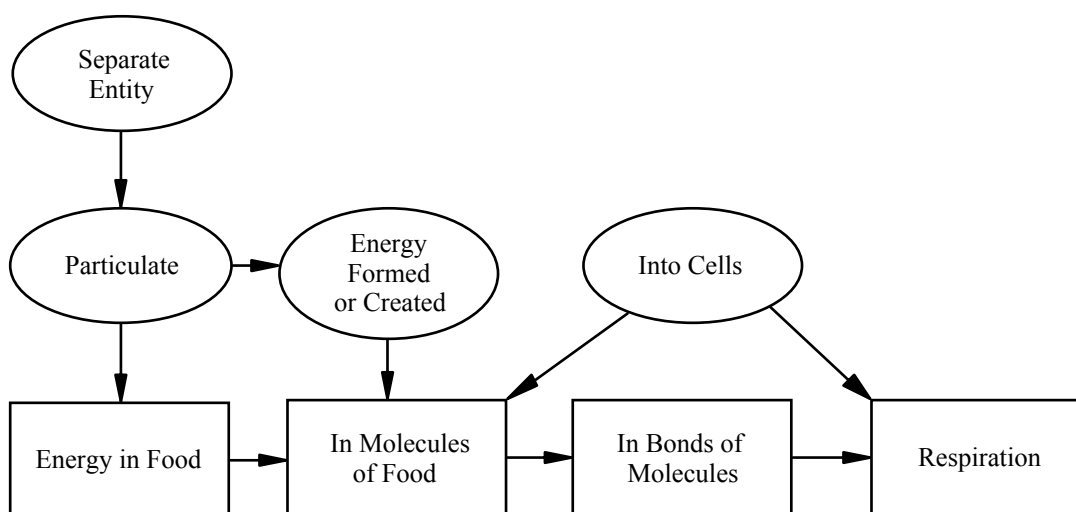 Separate
Entity
Particulate
Energy
Formed
or Created
Into Cells
Energy in Food
In Molecules
of Food
In Bonds of
Molecules
Respiration